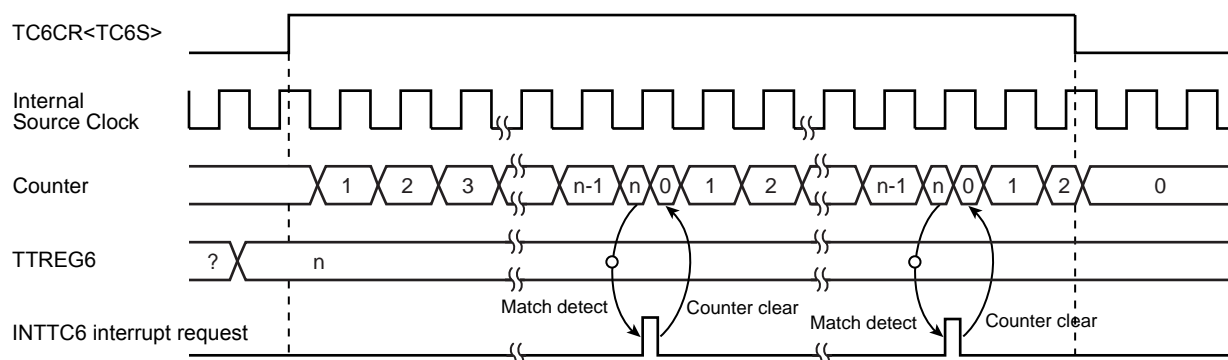 TC6CR<TC6S>
Internal
Source Clock
Counter
1 2 3 n-1 n 0 1 2 n-1 n 0 1 2 0
TTREG6
? n
Match detect Counter clear Match detect Counter clear
INTTC6 interrupt request